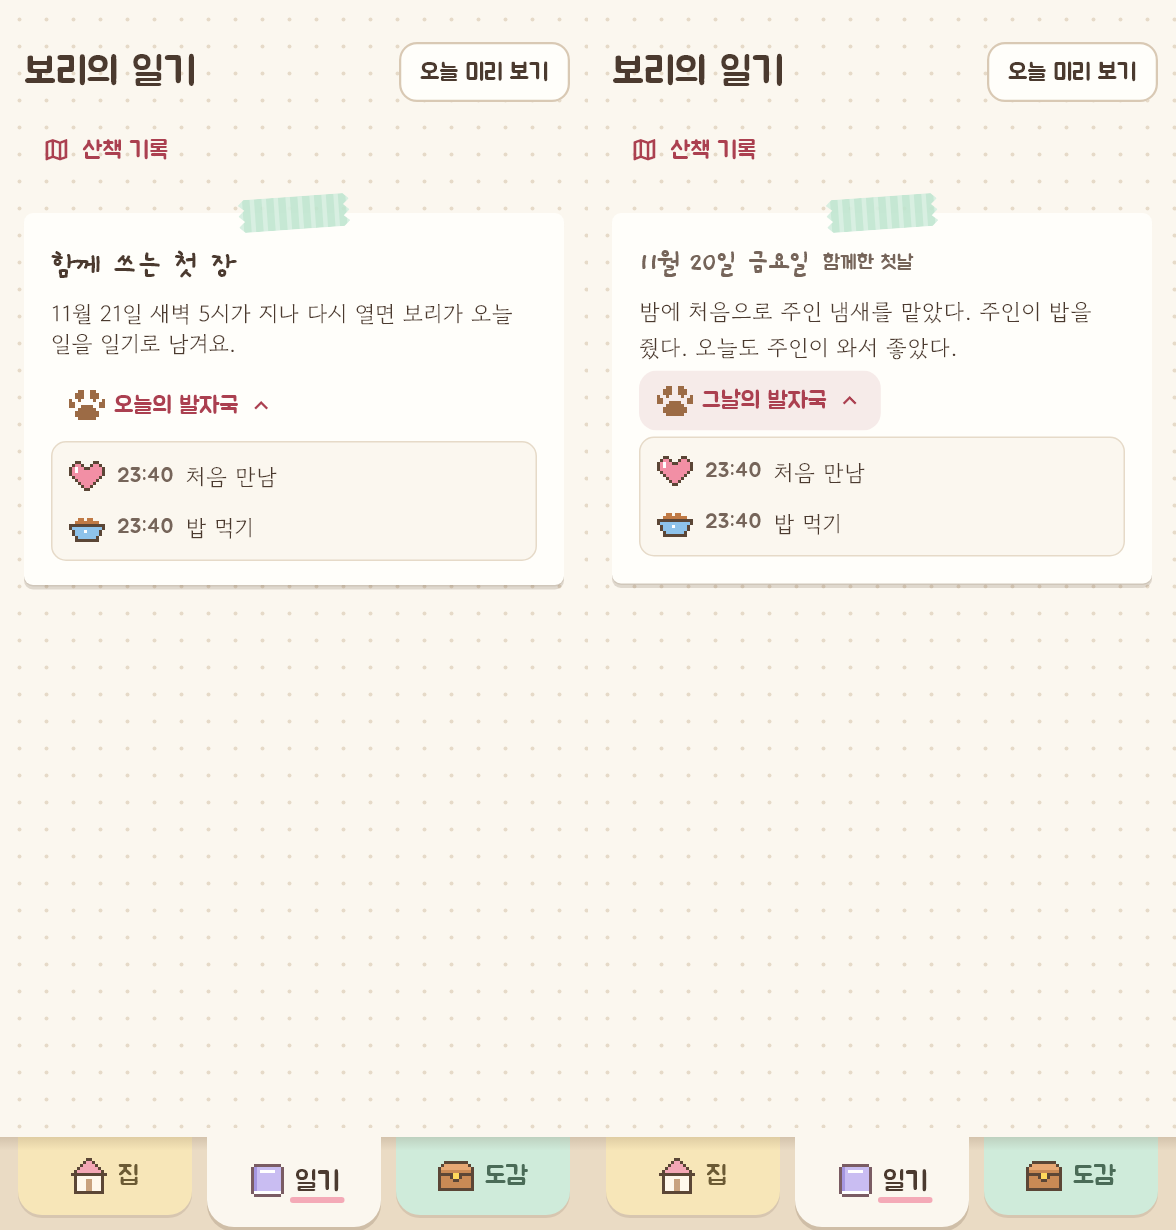 보리의 일기
오늘 미리 보기
산책 기록
함께 쓰는 첫 장
11월 21일 새벽 5시가 지나 다시 열면 보리가 오늘
일을 일기로 남겨요.
오늘의 발자국
23:40 처음 만남
23:40 밥 먹기
집
일기
도감
보리의 일기
오늘 미리 보기
산책 기록
11월 20일 금요일 함께한 첫날
밤에 처음으로 주인 냄새를 맡았다. 주인이 밥을
줬다. 오늘도 주인이 와서 좋았다.
그날의 발자국
23:40 처음 만남
23:40 밥 먹기
집
일기
도감